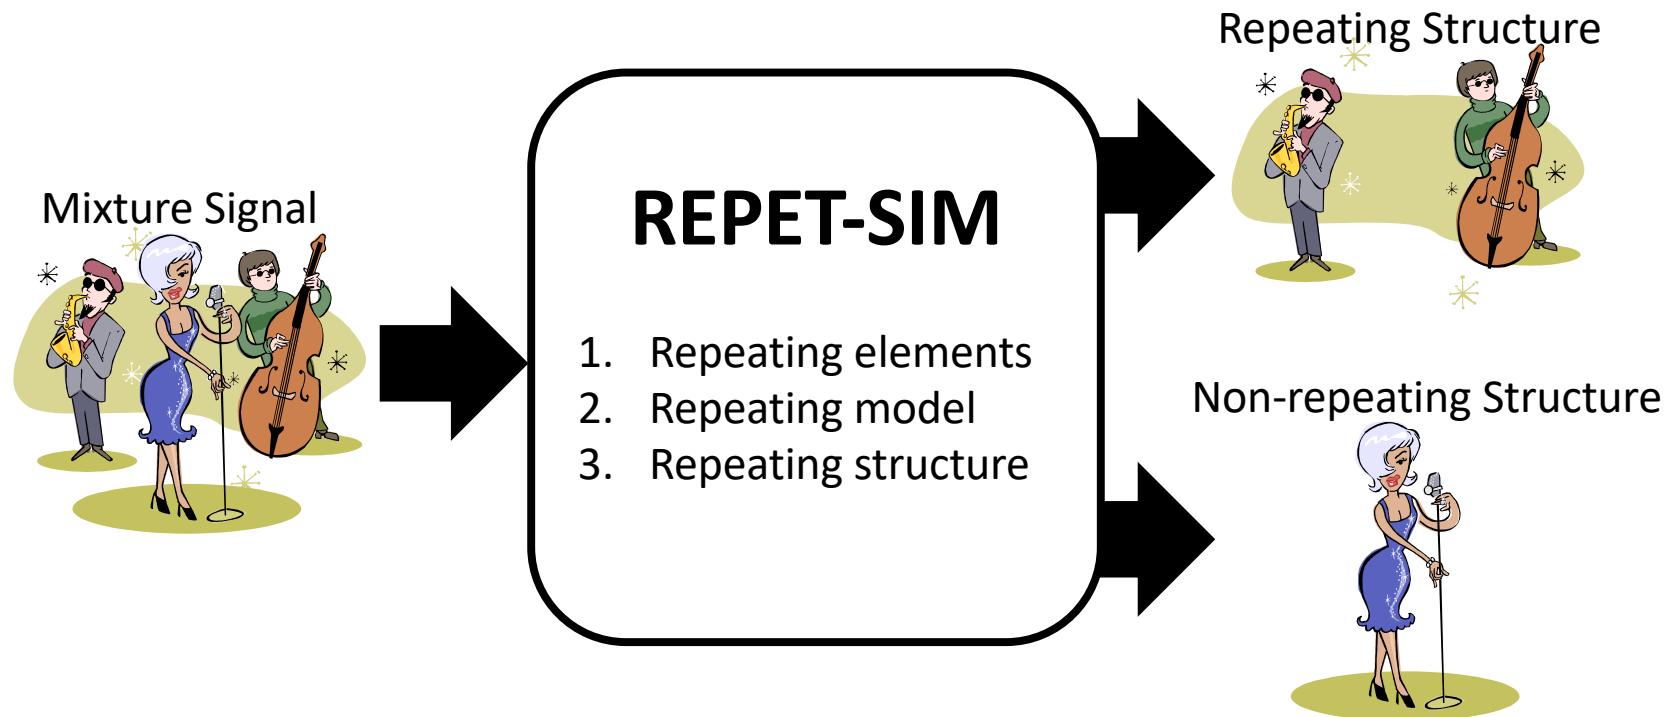 Mixture Signal
REPET-SIM
1. Repeating elements
2. Repeating model
3. Repeating structure
Repeating Structure
Non-repeating Structure